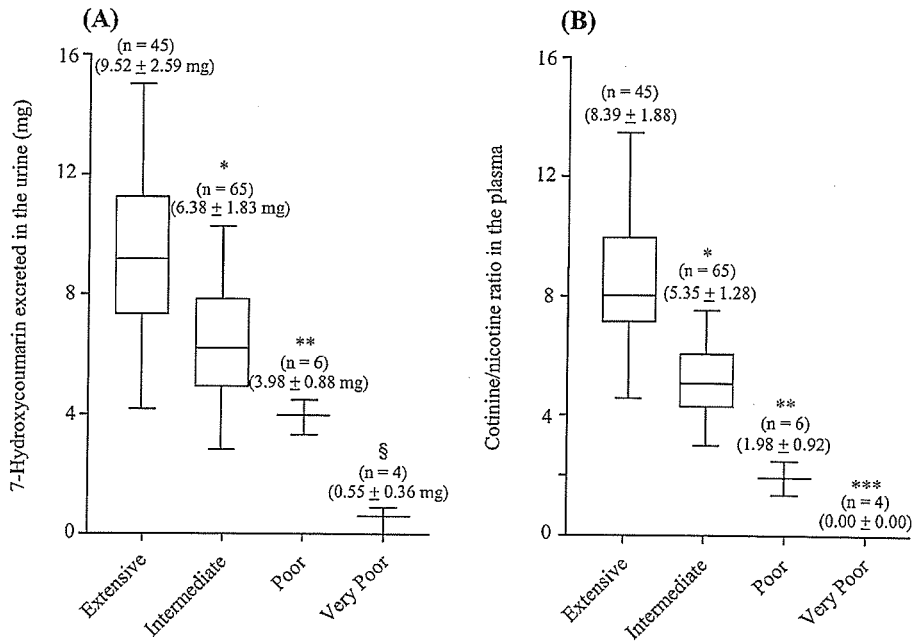 (A)
7-Hydroxycoumarin excreted in the urine (mg)
16
12
8
4
0
(n = 45)
(9.52 ± 2.59 mg)
*
(n = 65)
(6.38 ± 1.83 mg)
**
(n = 6)
(3.98 ± 0.88 mg)
§
(n = 4)
(0.55 ± 0.36 mg)
Extensive
Intermediate
Poor
Very Poor
(B)
Cotinine/nicotine ratio in the plasma
16
12
8
4
0
(n = 45)
(8.39 ± 1.88)
*
(n = 65)
(5.35 ± 1.28)
**
(n = 6)
(1.98 ± 0.92)
***
(n = 4)
(0.00 ± 0.00)
Extensive
Intermediate
Poor
Very Poor